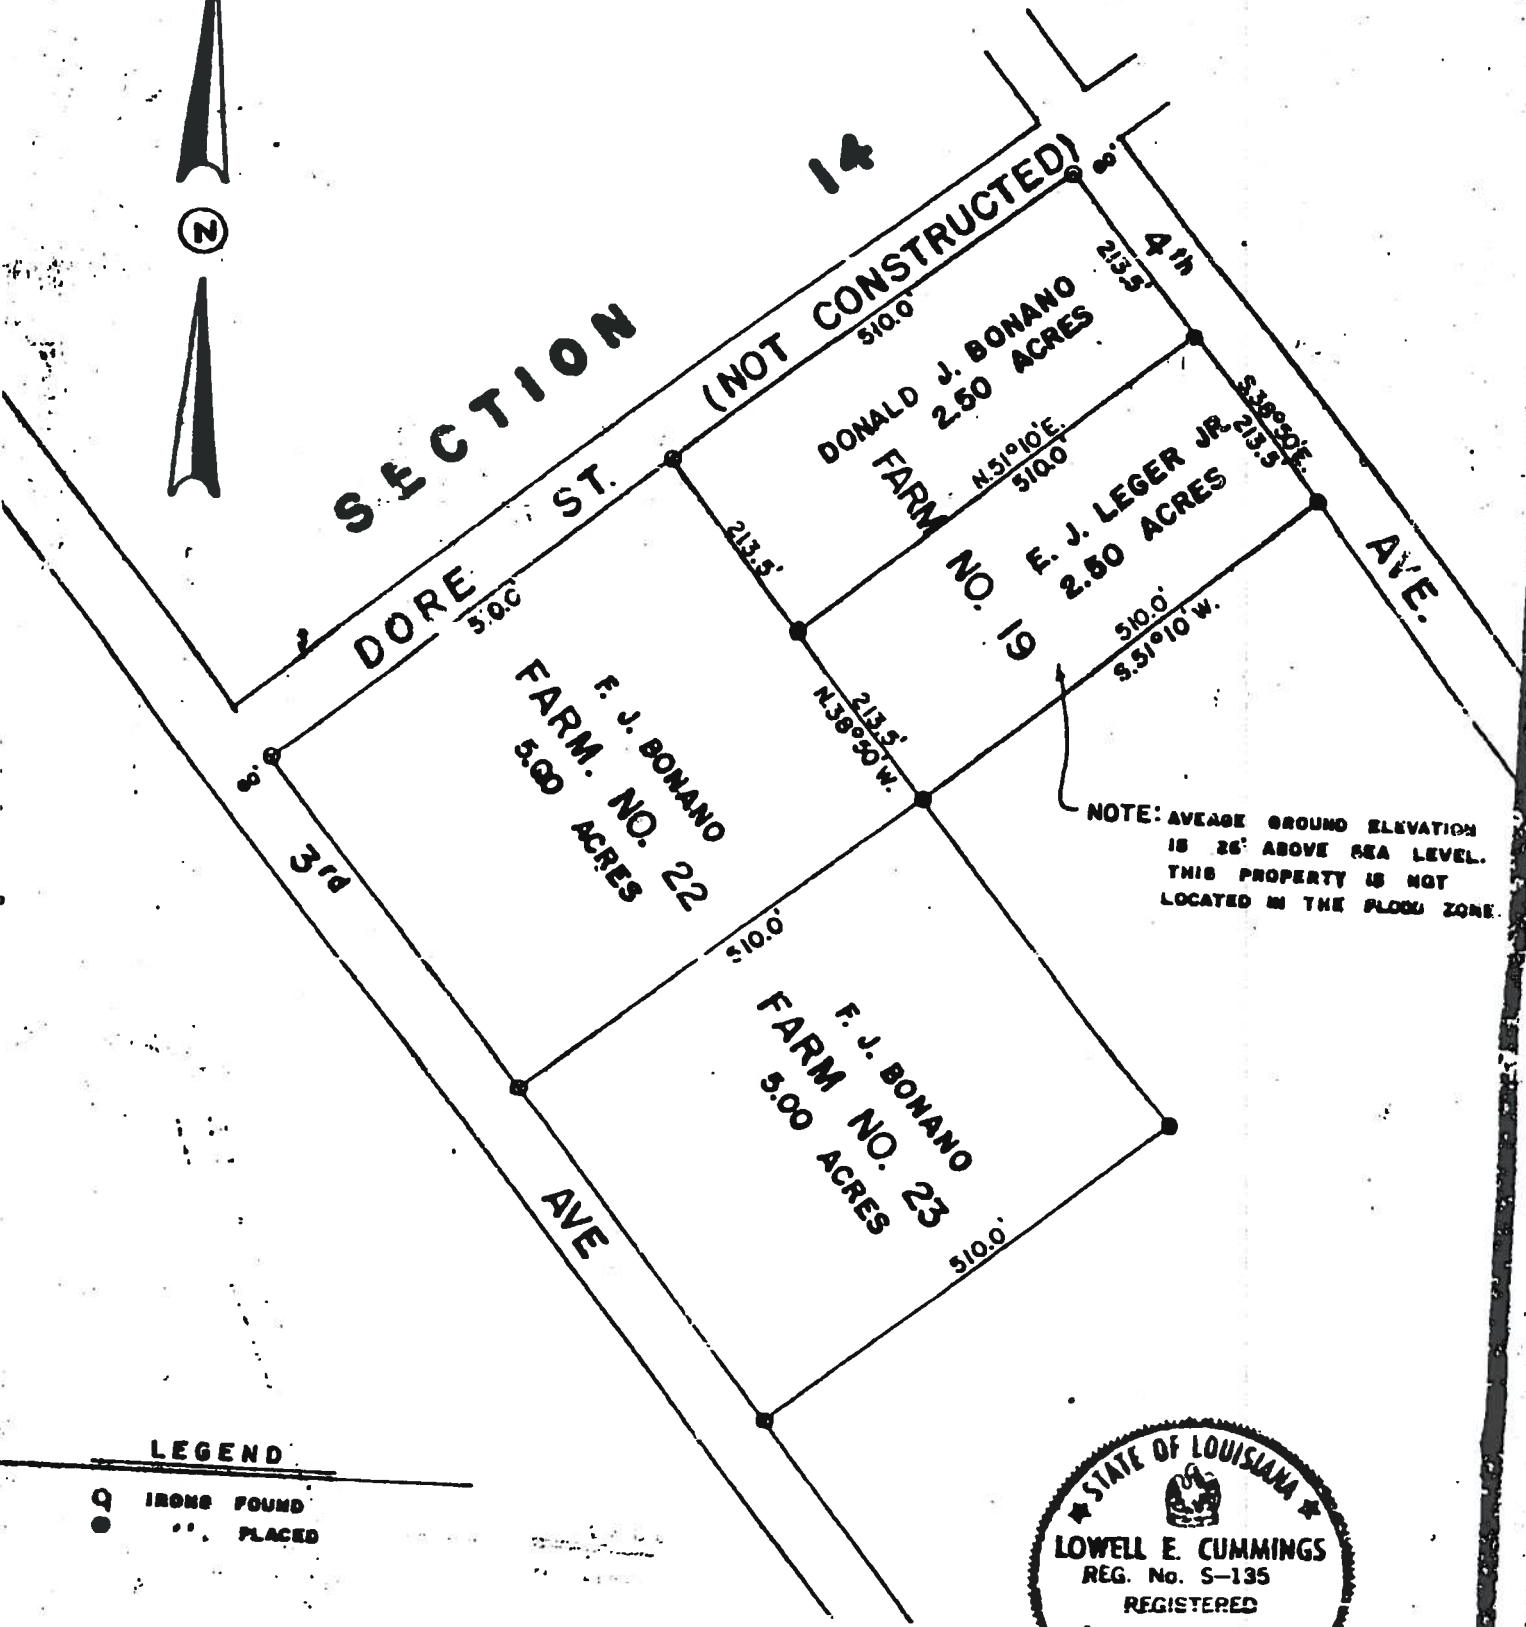 N
SECTION 14
DORE ST. (NOT CONSTRUCTED)
510.0'
213.5'
4th AVE.
DONALD J. BONANO
2.50 ACRES
N.51°10'E.
510.0'
FARM NO. 19
S.38°50'E.
213.5'
E. J. LEGER JR.
2.50 ACRES
510.0'
S.51°10'W.
213.5'
213.5'
N.38°50'W.
F. J. BONANO
FARM. NO. 22
5.00 ACRES
510.0'
3rd AVE
F. J. BONANO
FARM NO. 23
5.00 ACRES
510.0'
NOTE: AVEAGE GROUND ELEVATION
IS 26' ABOVE SEA LEVEL.
THIS PROPERTY IS NOT
LOCATED IN THE FLOOD ZONE.
LEGEND
IRONS FOUND
" PLACED
STATE OF LOUISIANA
LOWELL E. CUMMINGS
REG. No. S-135
REGISTERED